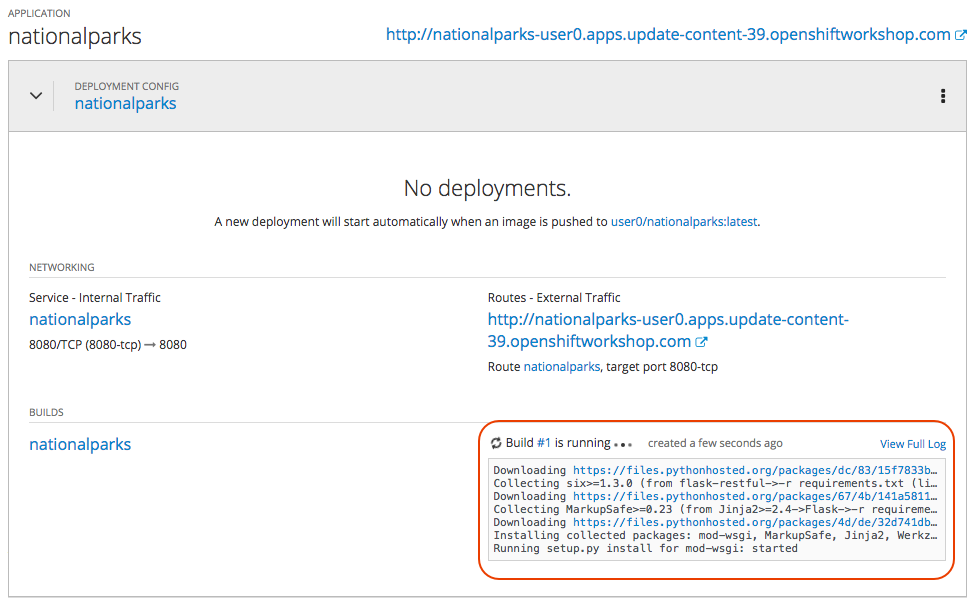 APPLICATION
nationalparks
http://nationalparks-user0.apps.update-content-39.openshiftworkshop.com
DEPLOYMENT CONFIG
nationalparks
No deployments.
A new deployment will start automatically when an image is pushed to user0/nationalparks:latest.
NETWORKING
Service - Internal Traffic
nationalparks
8080/TCP (8080-tcp) → 8080
Routes - External Traffic
http://nationalparks-user0.apps.update-content-
39.openshiftworkshop.com
Route nationalparks, target port 8080-tcp
BUILDS
nationalparks
Build #1 is running ... created a few seconds ago View Full Log
Downloading https://files.pythonhosted.org/packages/dc/83/15f7833b…
Collecting six>=1.3.0 (from flask-restful->-r requirements.txt (li…
Downloading https://files.pythonhosted.org/packages/67/4b/141a5811…
Collecting MarkupSafe>=0.23 (from Jinja2>=2.4->Flask->-r requireme…
Downloading https://files.pythonhosted.org/packages/4d/de/32d741db…
Installing collected packages: mod-wsgi, MarkupSafe, Jinja2, Werkz…
Running setup.py install for mod-wsgi: started